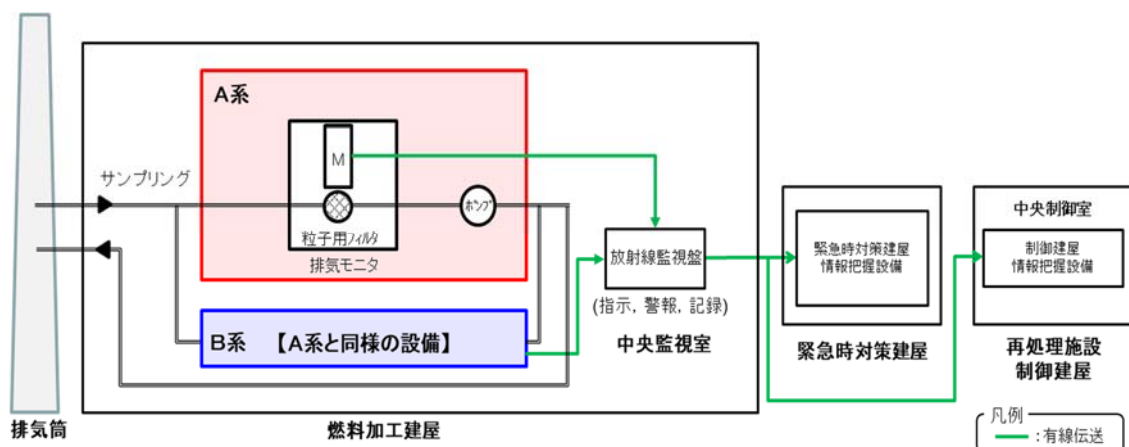 A系
M
サンプリング
ポンプ
粒子用フィルタ
排気モニタ
B系 【A系と同様の設備】
放射線監視盤
(指示, 警報, 記録)
中央監視室
緊急時対策建屋
情報把握設備
緊急時対策建屋
中央制御室
制御建屋
情報把握設備
再処理施設
制御建屋
排気筒
燃料加工建屋
凡例
:有線伝送